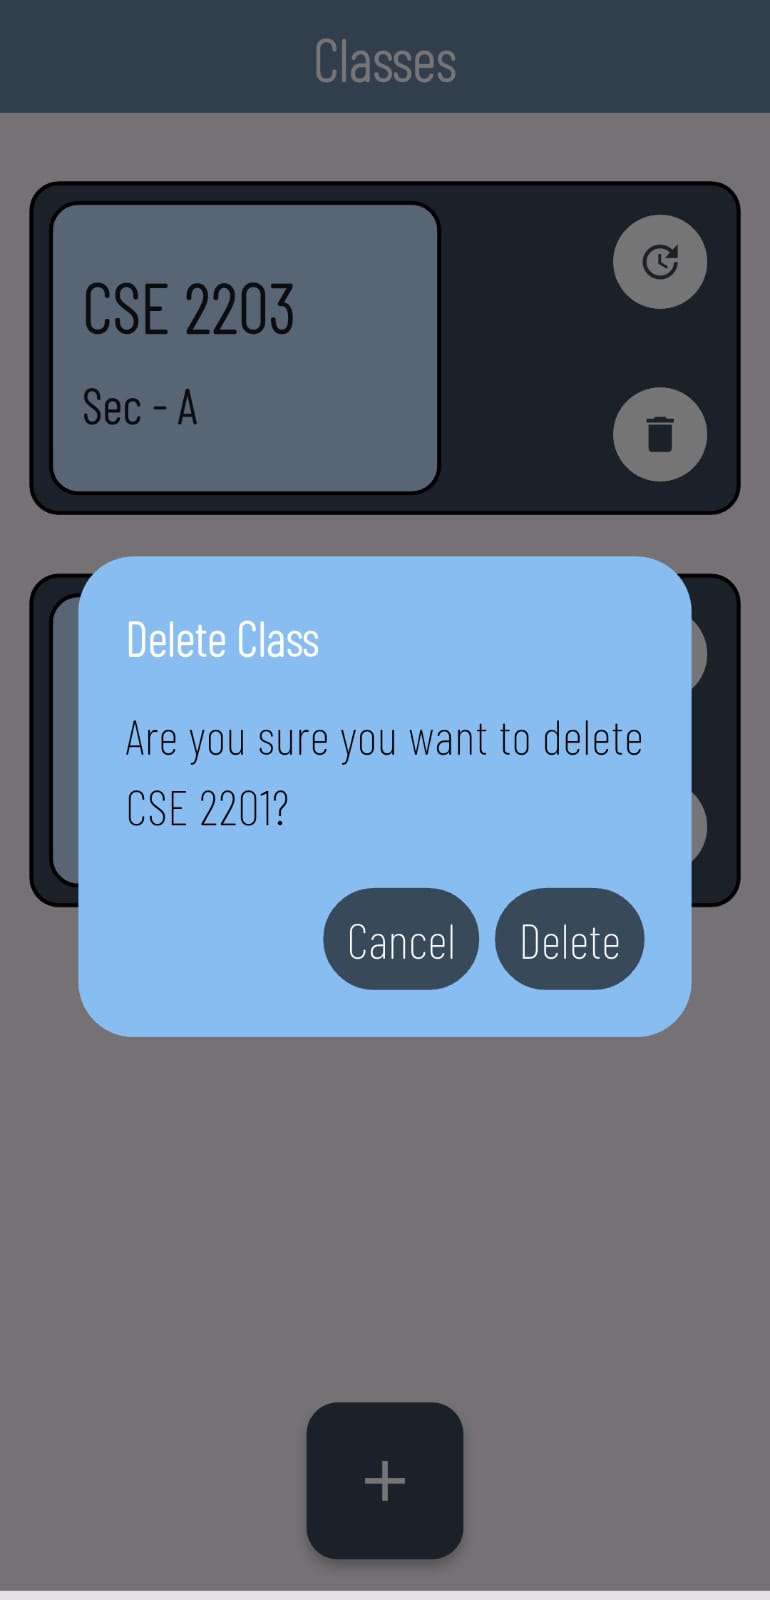 Classes
CSE 2203
Sec - A
Delete Class
Are you sure you want to delete
CSE 2201?
Cancel Delete